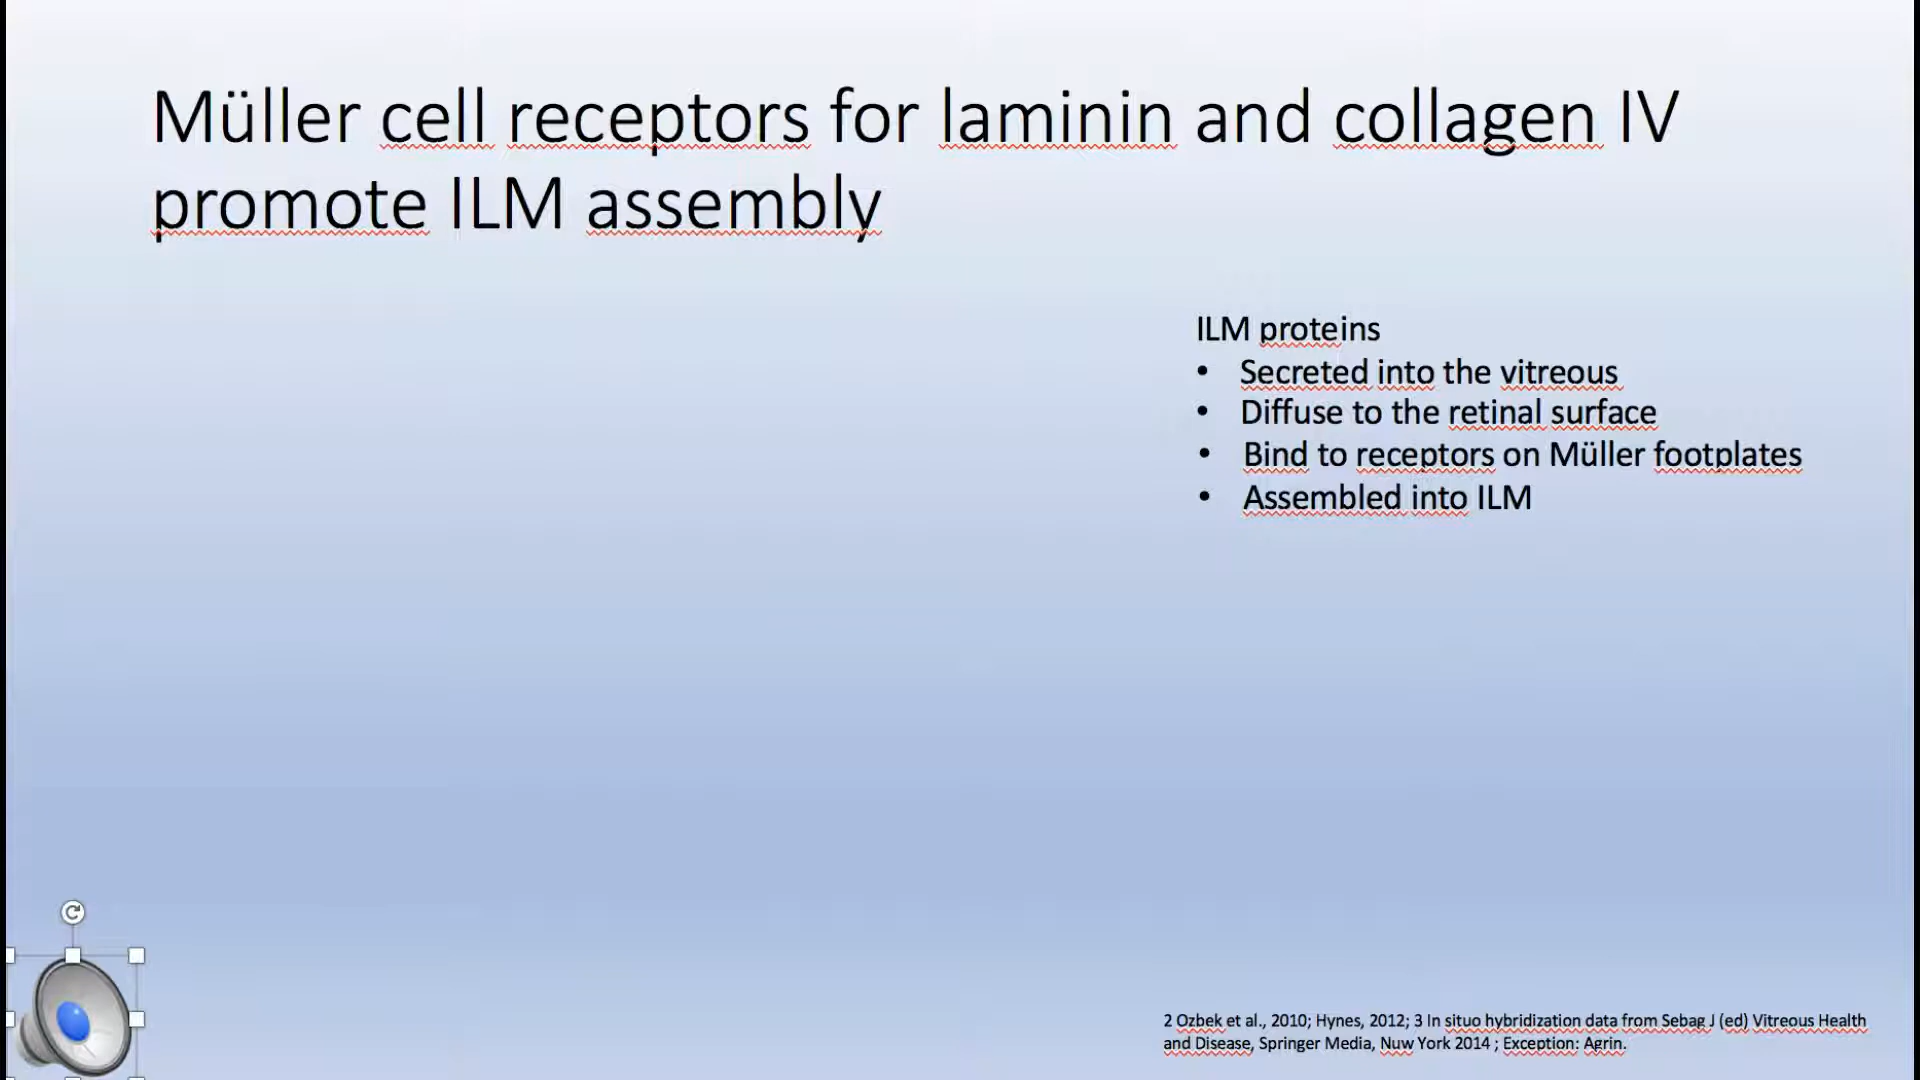 Müller cell receptors for laminin and collagen IV
promote ILM assembly
ILM proteins
• Secreted into the vitreous
• Diffuse to the retinal surface
• Bind to receptors on Müller footplates
• Assembled into ILM
2 Ozbek et al., 2010; Hynes, 2012; 3 In situo hybridization data from Sebag J (ed) Vitreous Health
and Disease, Springer Media, Nuw York 2014 ; Exception: Agrin.